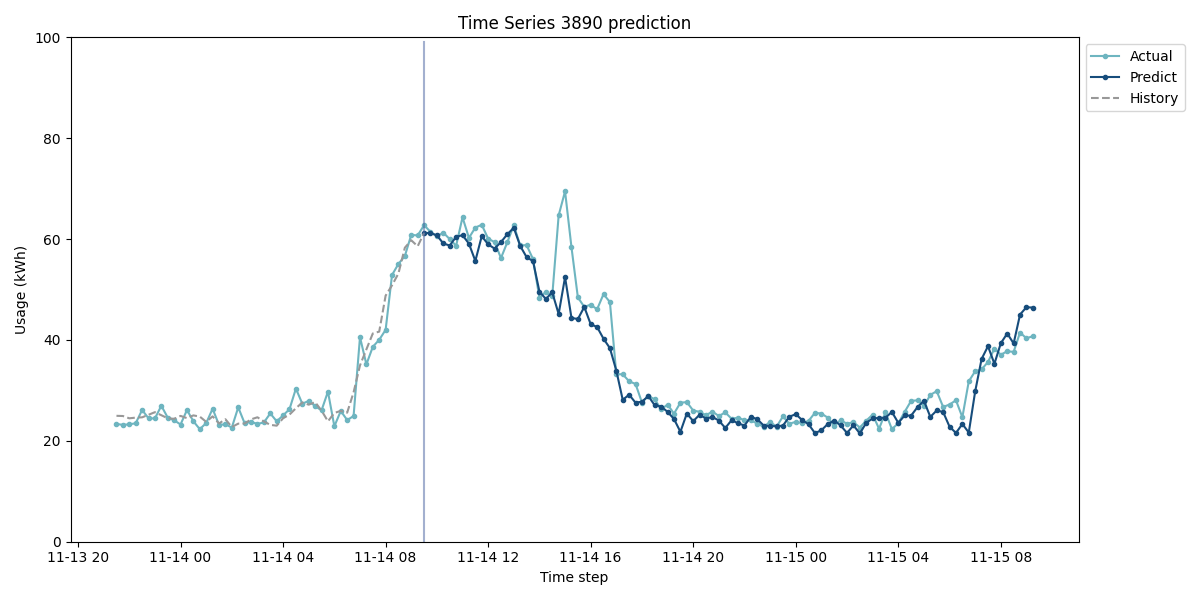 Time Series 3890 prediction
100
80
60
40
20
0
Usage (kWh)
11-13 20
11-14 00
11-14 04
11-14 08
11-14 12
11-14 16
11-14 20
11-15 00
11-15 04
11-15 08
Time step
Actual
Predict
History